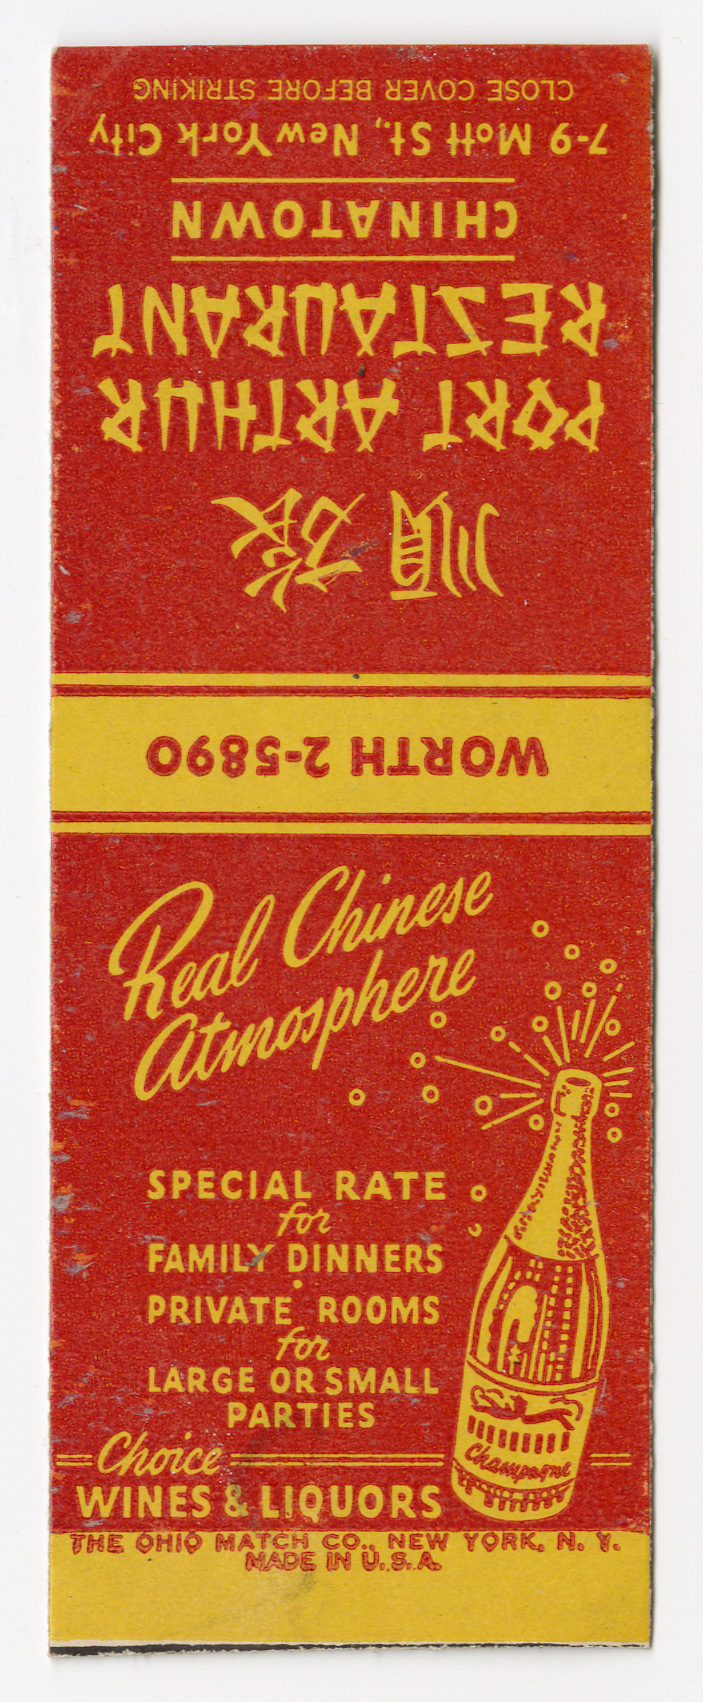 WORTH 2-5890
旅順
PORT ARTHUR
RESTAURANT
CHINATOWN
7-9 Mott St., New York City
CLOSE COVER BEFORE STRIKING
Real Chinese
Atmosphere
SPECIAL RATE
for
FAMILY DINNERS
•
PRIVATE ROOMS
for
LARGE OR SMALL
PARTIES
Choice
WINES & LIQUORS
Champagne
THE OHIO MATCH CO., NEW YORK, N. Y.
MADE IN U.S.A.